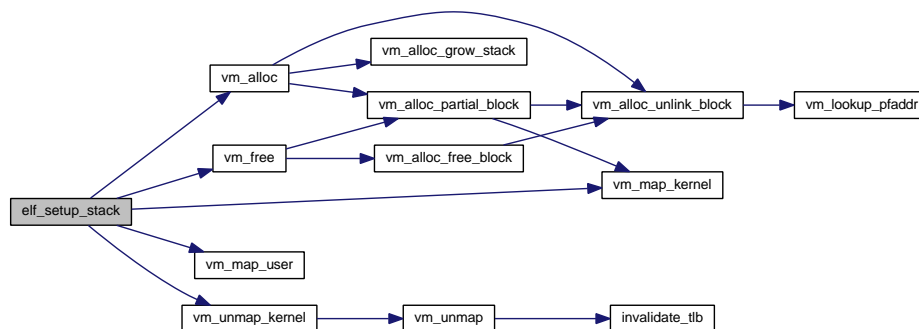 vm_alloc_grow_stack
vm_alloc
vm_alloc_partial_block
vm_alloc_unlink_block
vm_lookup_pfaddr
vm_free
vm_alloc_free_block
vm_map_kernel
elf_setup_stack
vm_map_user
vm_unmap_kernel
vm_unmap
invalidate_tlb